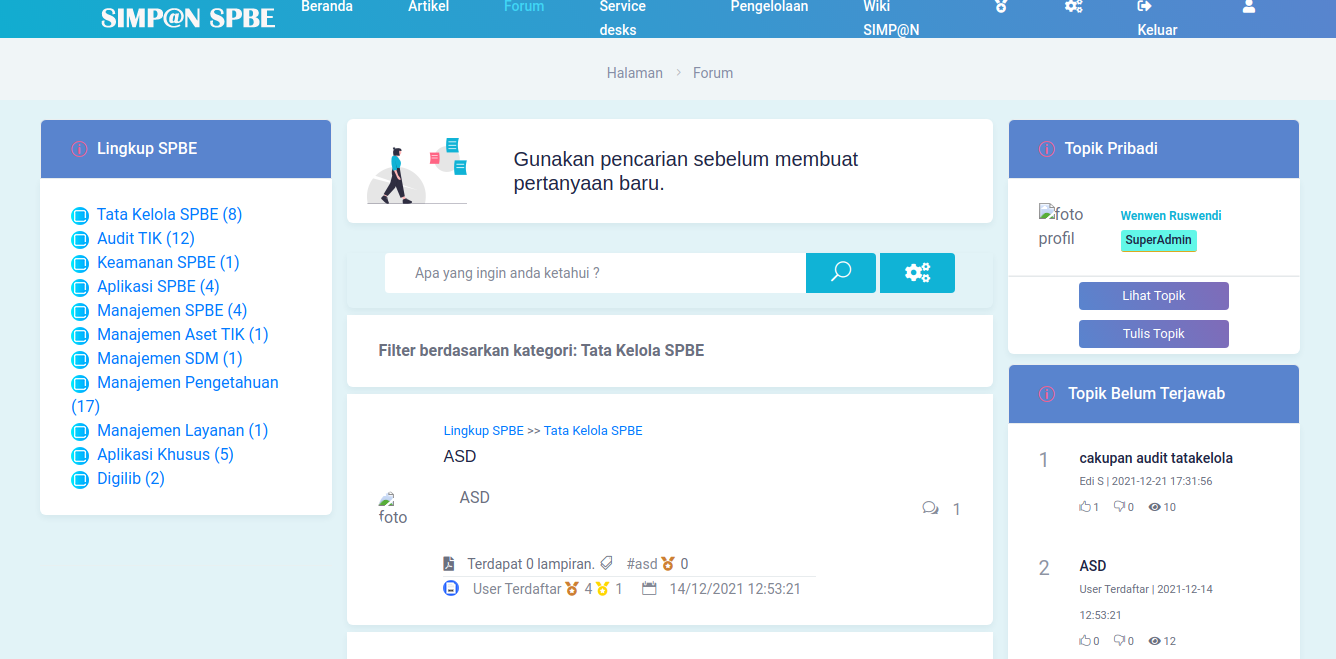 SIMP@N SPBE
Beranda
Artikel
Forum
Service
desks
Pengelolaan
Wiki
SIMP@N
Keluar
Halaman
Forum
Lingkup SPBE
Tata Kelola SPBE (8)
Audit TIK (12)
Keamanan SPBE (1)
Aplikasi SPBE (4)
Manajemen SPBE (4)
Manajemen Aset TIK (1)
Manajemen SDM (1)
Manajemen Pengetahuan
(17)
Manajemen Layanan (1)
Aplikasi Khusus (5)
Digilib (2)
Gunakan pencarian sebelum membuat
pertanyaan baru.
Apa yang ingin anda ketahui ?
Filter berdasarkan kategori: Tata Kelola SPBE
Lingkup SPBE >> Tata Kelola SPBE
ASD
ASD
foto
1
Terdapat 0 lampiran. #asd 0
User Terdaftar 4 1 14/12/2021 12:53:21
Topik Pribadi
foto
profil
Wenwen Ruswendi
SuperAdmin
Lihat Topik
Tulis Topik
Topik Belum Terjawab
1 cakupan audit tatakelola
Edi S | 2021-12-21 17:31:56
1 0 10
2 ASD
User Terdaftar | 2021-12-14
12:53:21
0 0 12